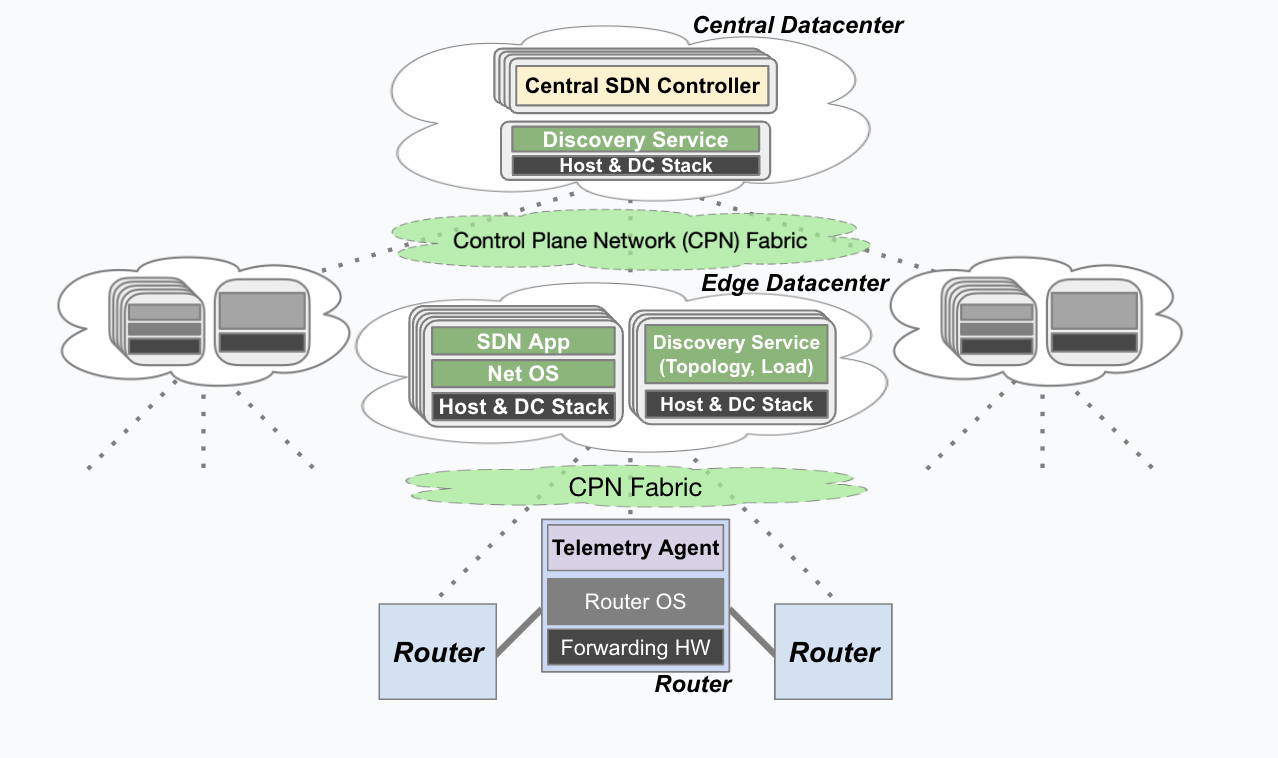 Central Datacenter
Central SDN Controller
Discovery Service
Host & DC Stack
Control Plane Network (CPN) Fabric
Edge Datacenter
SDN App
Net OS
Host & DC Stack
Discovery Service
(Topology, Load)
Host & DC Stack
CPN Fabric
Telemetry Agent
Router OS
Forwarding HW
Router
Router
Router